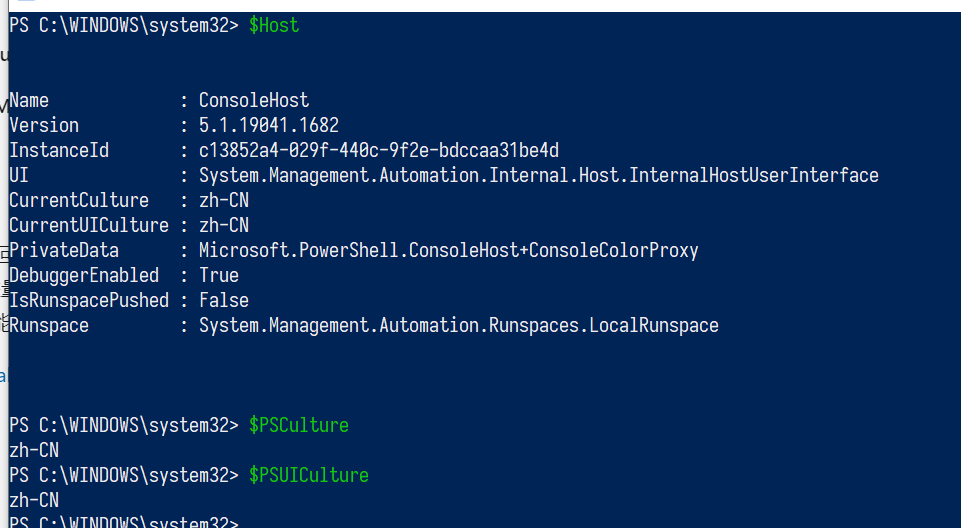 PS C:\WINDOWS\system32> $Host
Name             : ConsoleHost
Version          : 5.1.19041.1682
InstanceId       : c13852a4-029f-440c-9f2e-bdccaa31be4d
UI               : System.Management.Automation.Internal.Host.InternalHostUserInterface
CurrentCulture   : zh-CN
CurrentUICulture : zh-CN
PrivateData      : Microsoft.PowerShell.ConsoleHost+ConsoleColorProxy
DebuggerEnabled  : True
IsRunspacePushed : False
Runspace         : System.Management.Automation.Runspaces.LocalRunspace
PS C:\WINDOWS\system32> $PSCulture
zh-CN
PS C:\WINDOWS\system32> $PSUICulture
zh-CN
PS C:\WINDOWS\system32>